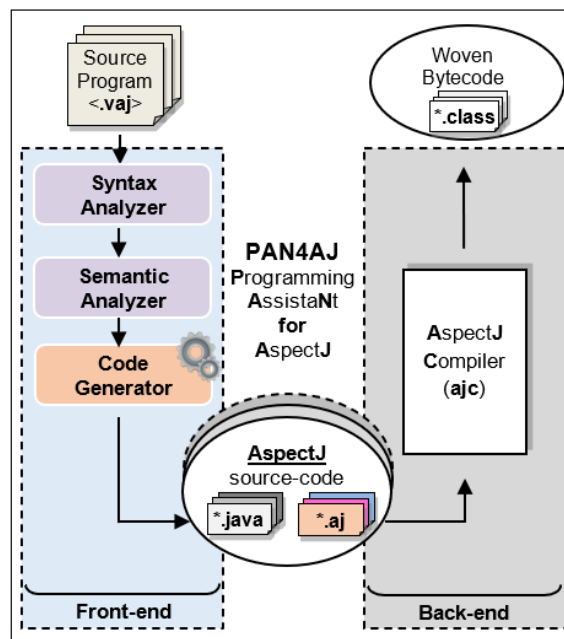 Source
Program
<.vaj>
Woven
Bytecode
*.class
Syntax
Analyzer
Semantic
Analyzer
Code
Generator
PAN4AJ
Programming
AssistaNt
for
AspectJ
AspectJ
Compiler
(ajc)
AspectJ
source-code
*.java
*.aj
Front-end
Back-end